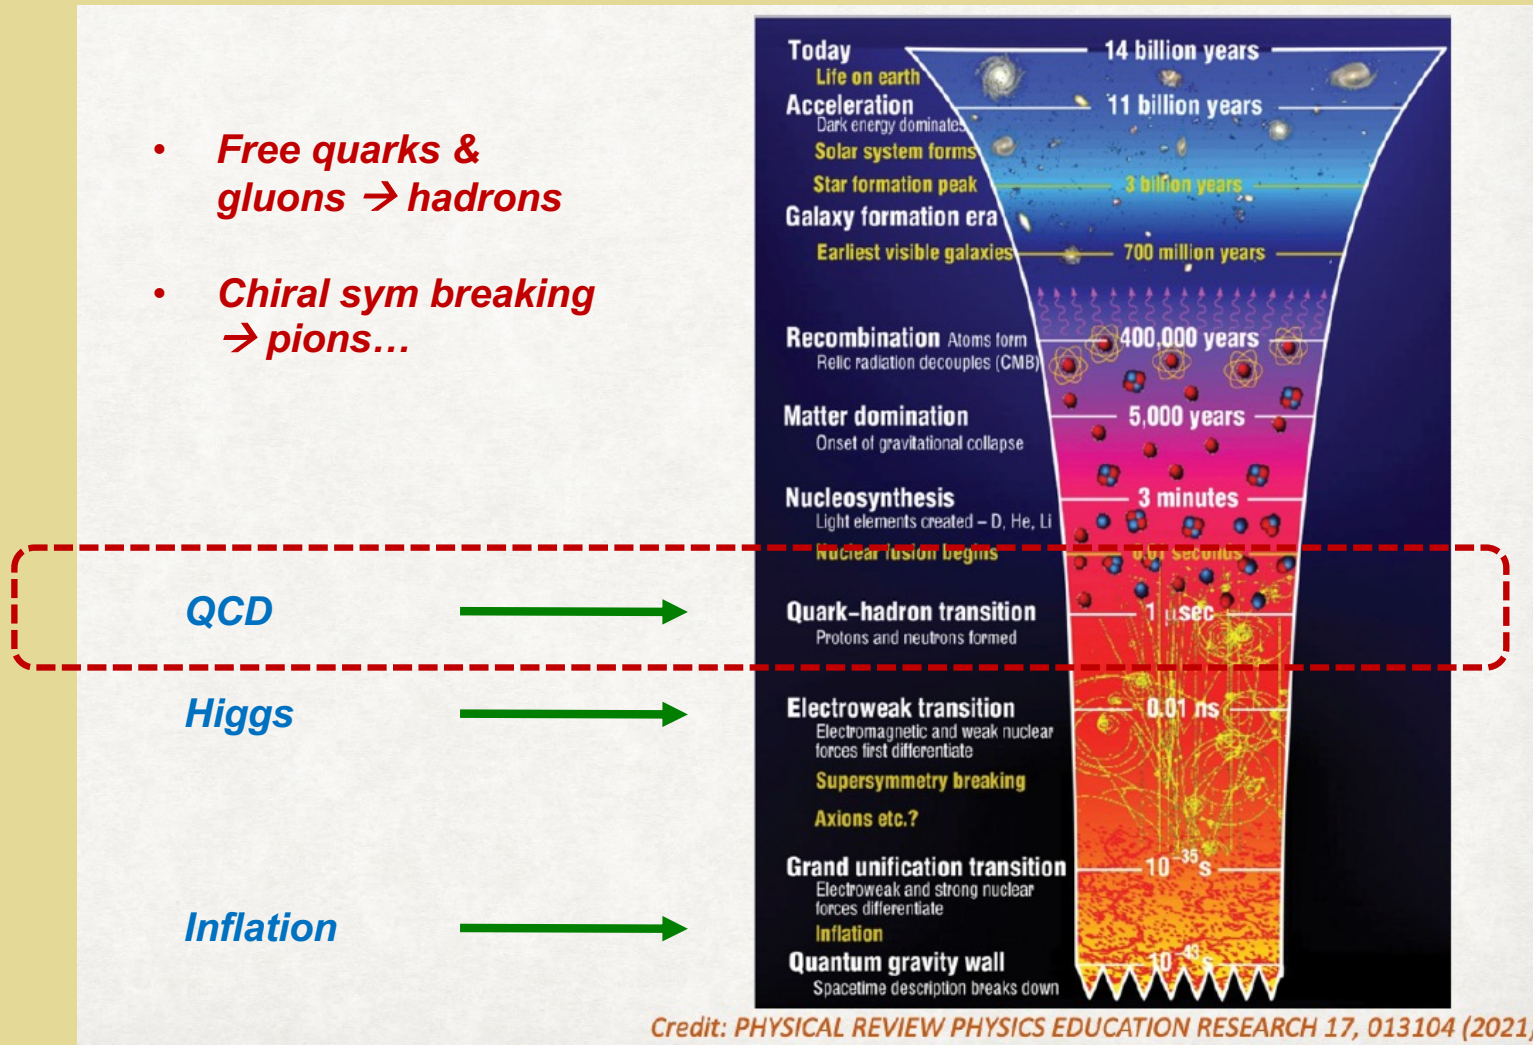 • Free quarks &
gluons → hadrons
• Chiral sym breaking
→ pions…
QCD
Higgs
Inflation
Today 14 billion years
Life on earth
Acceleration 11 billion years
Dark energy dominates
Solar system forms
Star formation peak 3 billion years
Galaxy formation era
Earliest visible galaxies 700 million years
Recombination Atoms form 400,000 years
Relic radiation decouples (CMB)
Matter domination 5,000 years
Onset of gravitational collapse
Nucleosynthesis 3 minutes
Light elements created – D, He, Li
Nuclear fusion begins 0.01 seconds
Quark–hadron transition 1 μsec
Protons and neutrons formed
Electroweak transition 0.01 ns
Electromagnetic and weak nuclear
forces first differentiate
Supersymmetry breaking
Axions etc.?
Grand unification transition 10⁻³⁵s
Electroweak and strong nuclear
forces differentiate
Inflation
Quantum gravity wall 10⁻⁴³s
Spacetime description breaks down
Credit: PHYSICAL REVIEW PHYSICS EDUCATION RESEARCH 17, 013104 (2021)